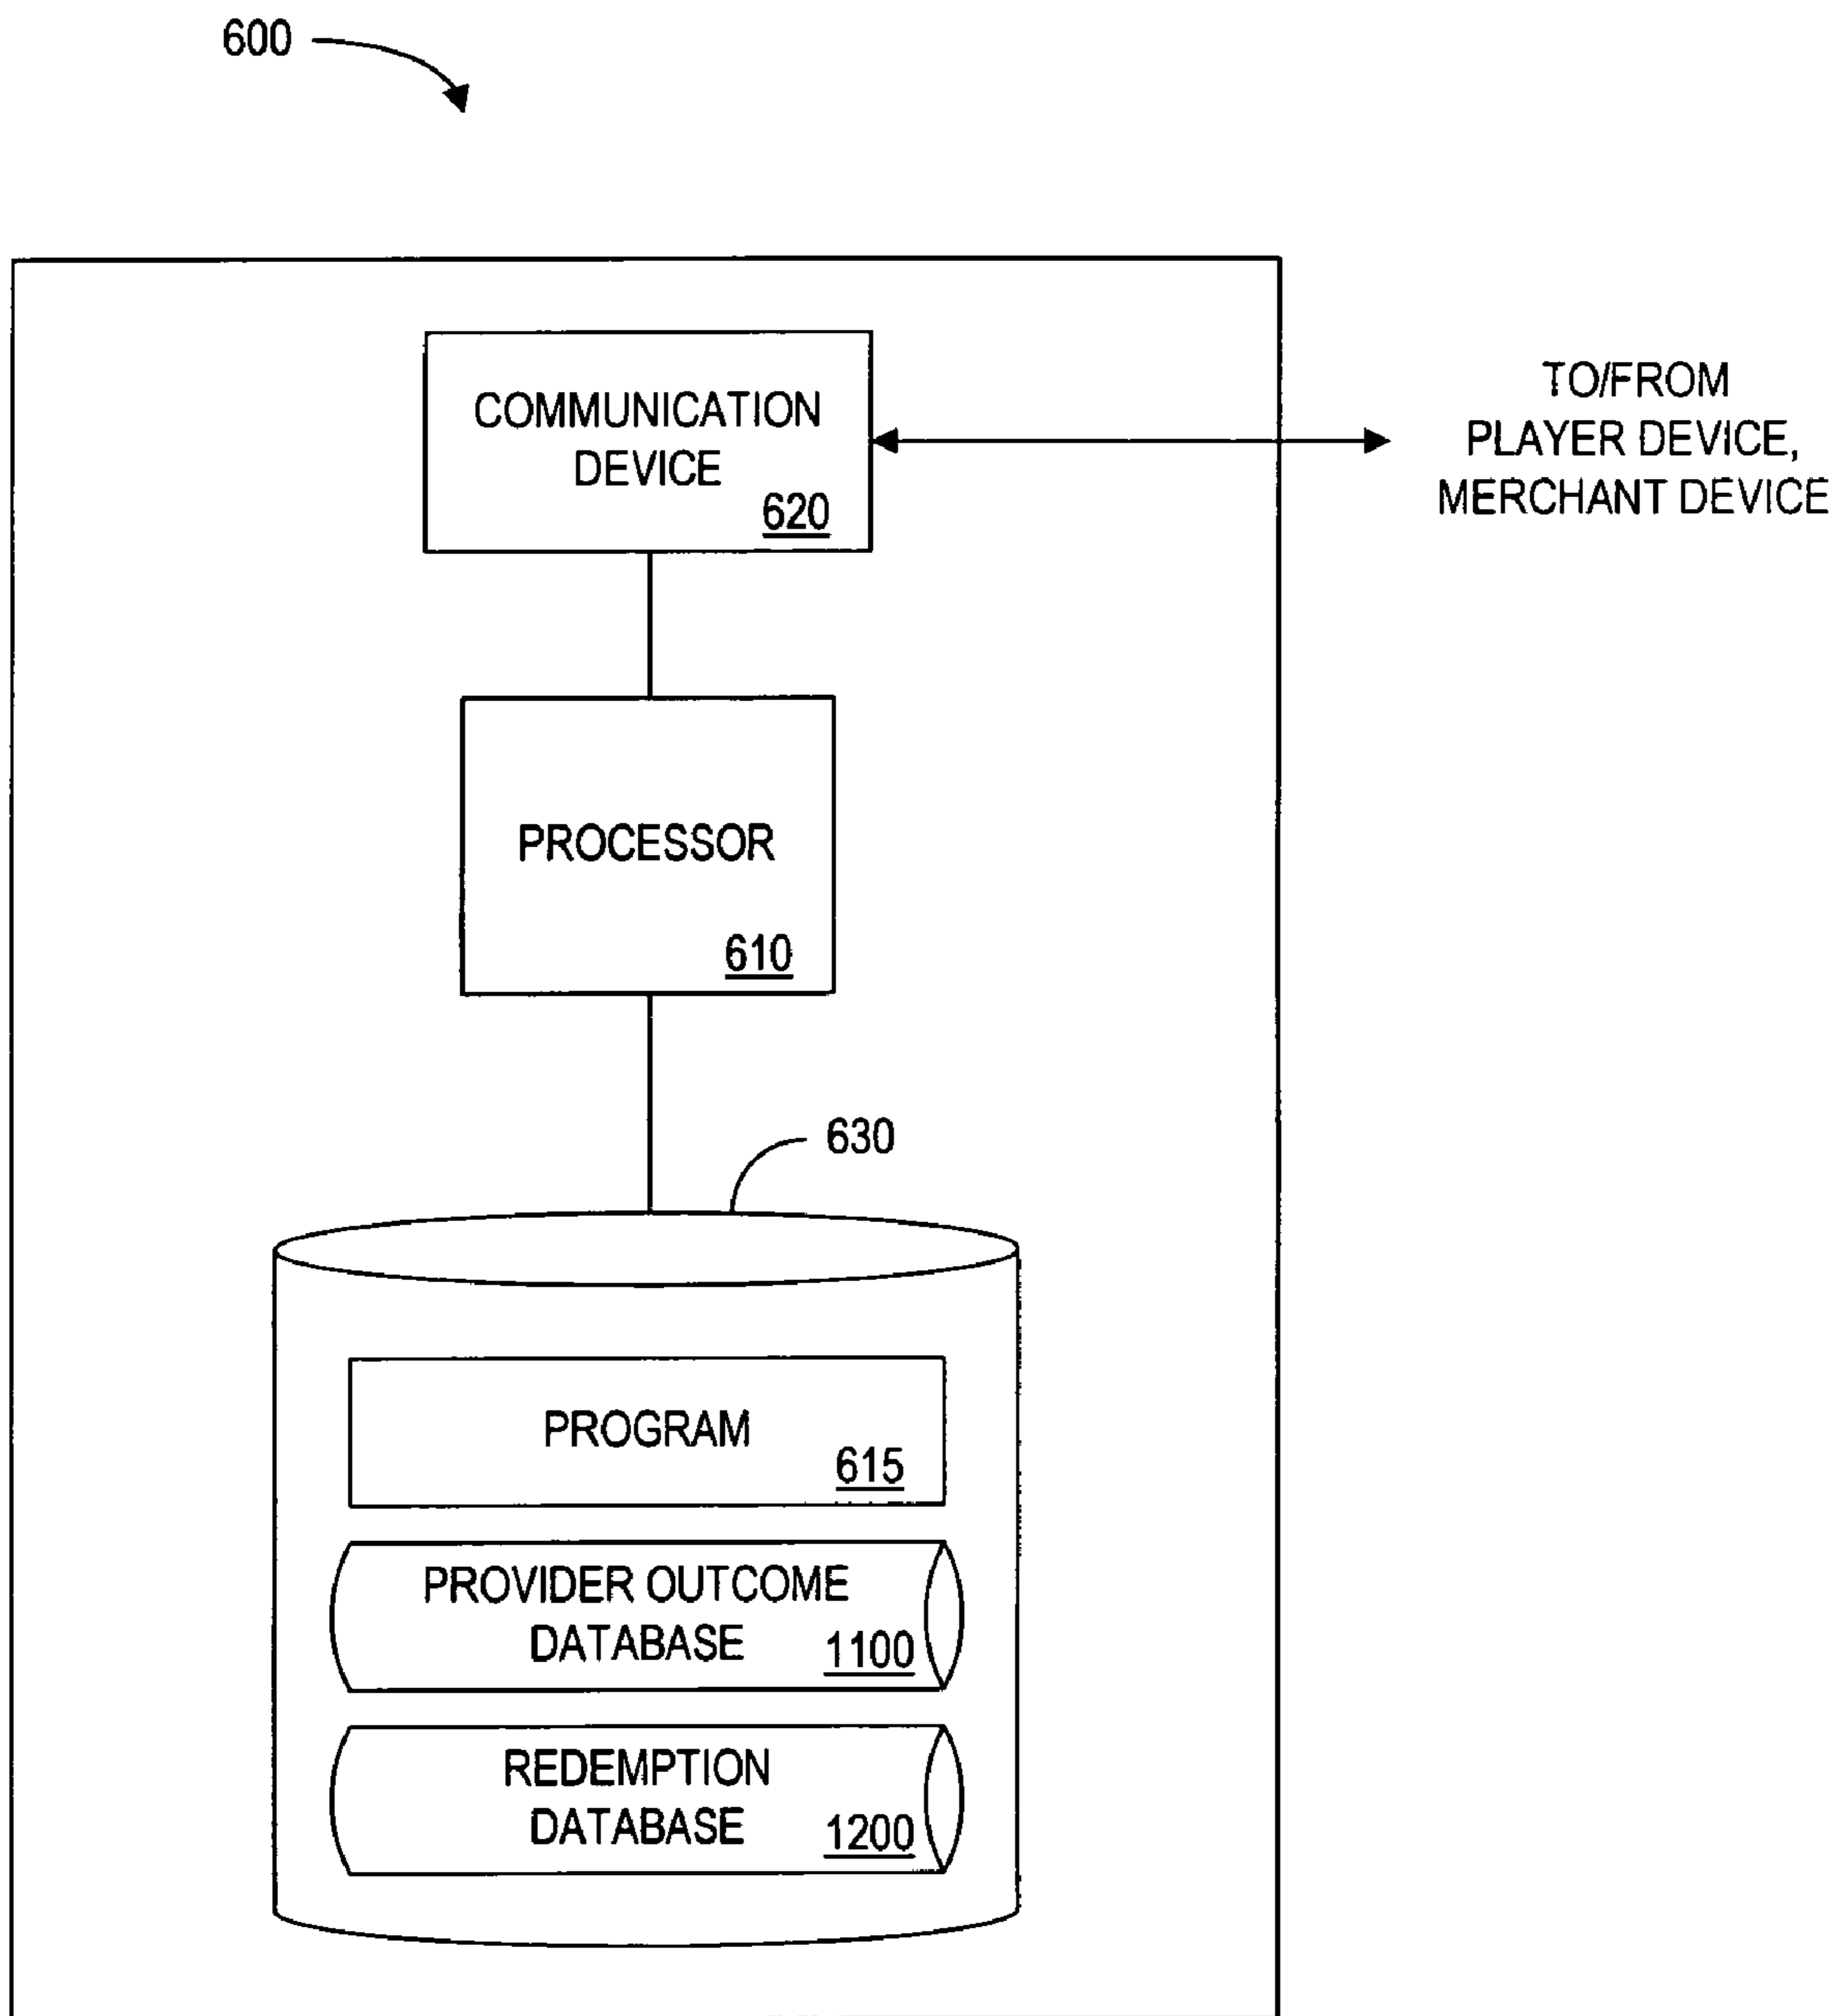 600
COMMUNICATION
DEVICE
620
TO/FROM
PLAYER DEVICE,
MERCHANT DEVICE
PROCESSOR
610
630
PROGRAM
615
PROVIDER OUTCOME
DATABASE
1100
REDEMPTION
DATABASE
1200